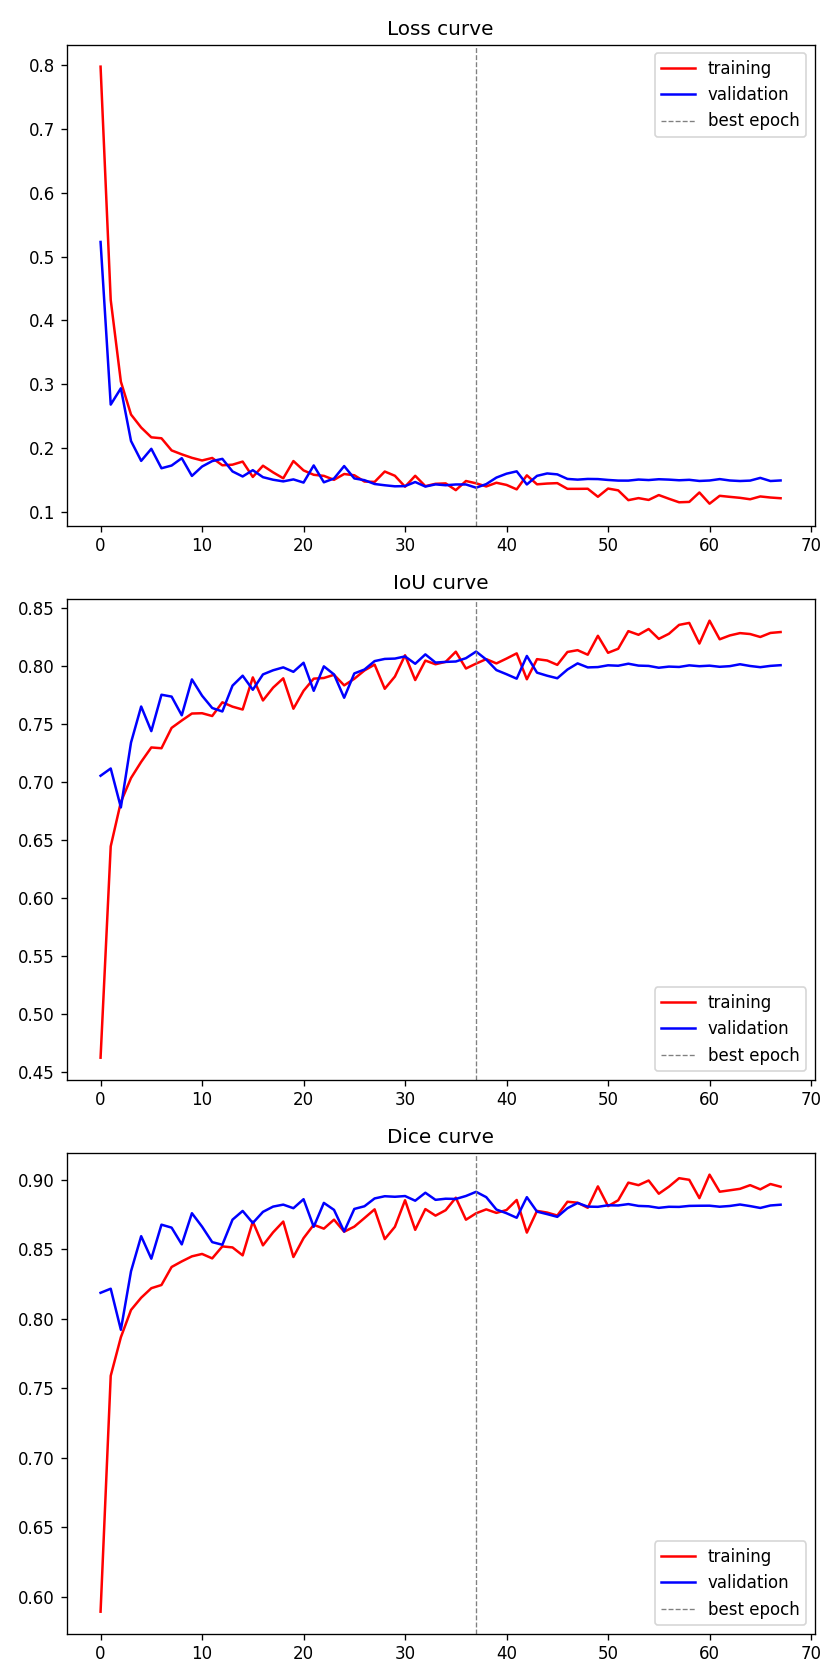 Loss curve
0.8
0.7
0.6
0.5
0.4
0.3
0.2
0.1
training
validation
best epoch
0 10 20 30 40 50 60 70
IoU curve
0.85
0.80
0.75
0.70
0.65
0.60
0.55
0.50
0.45
training
validation
best epoch
0 10 20 30 40 50 60 70
Dice curve
0.90
0.85
0.80
0.75
0.70
0.65
0.60
training
validation
best epoch
0 10 20 30 40 50 60 70